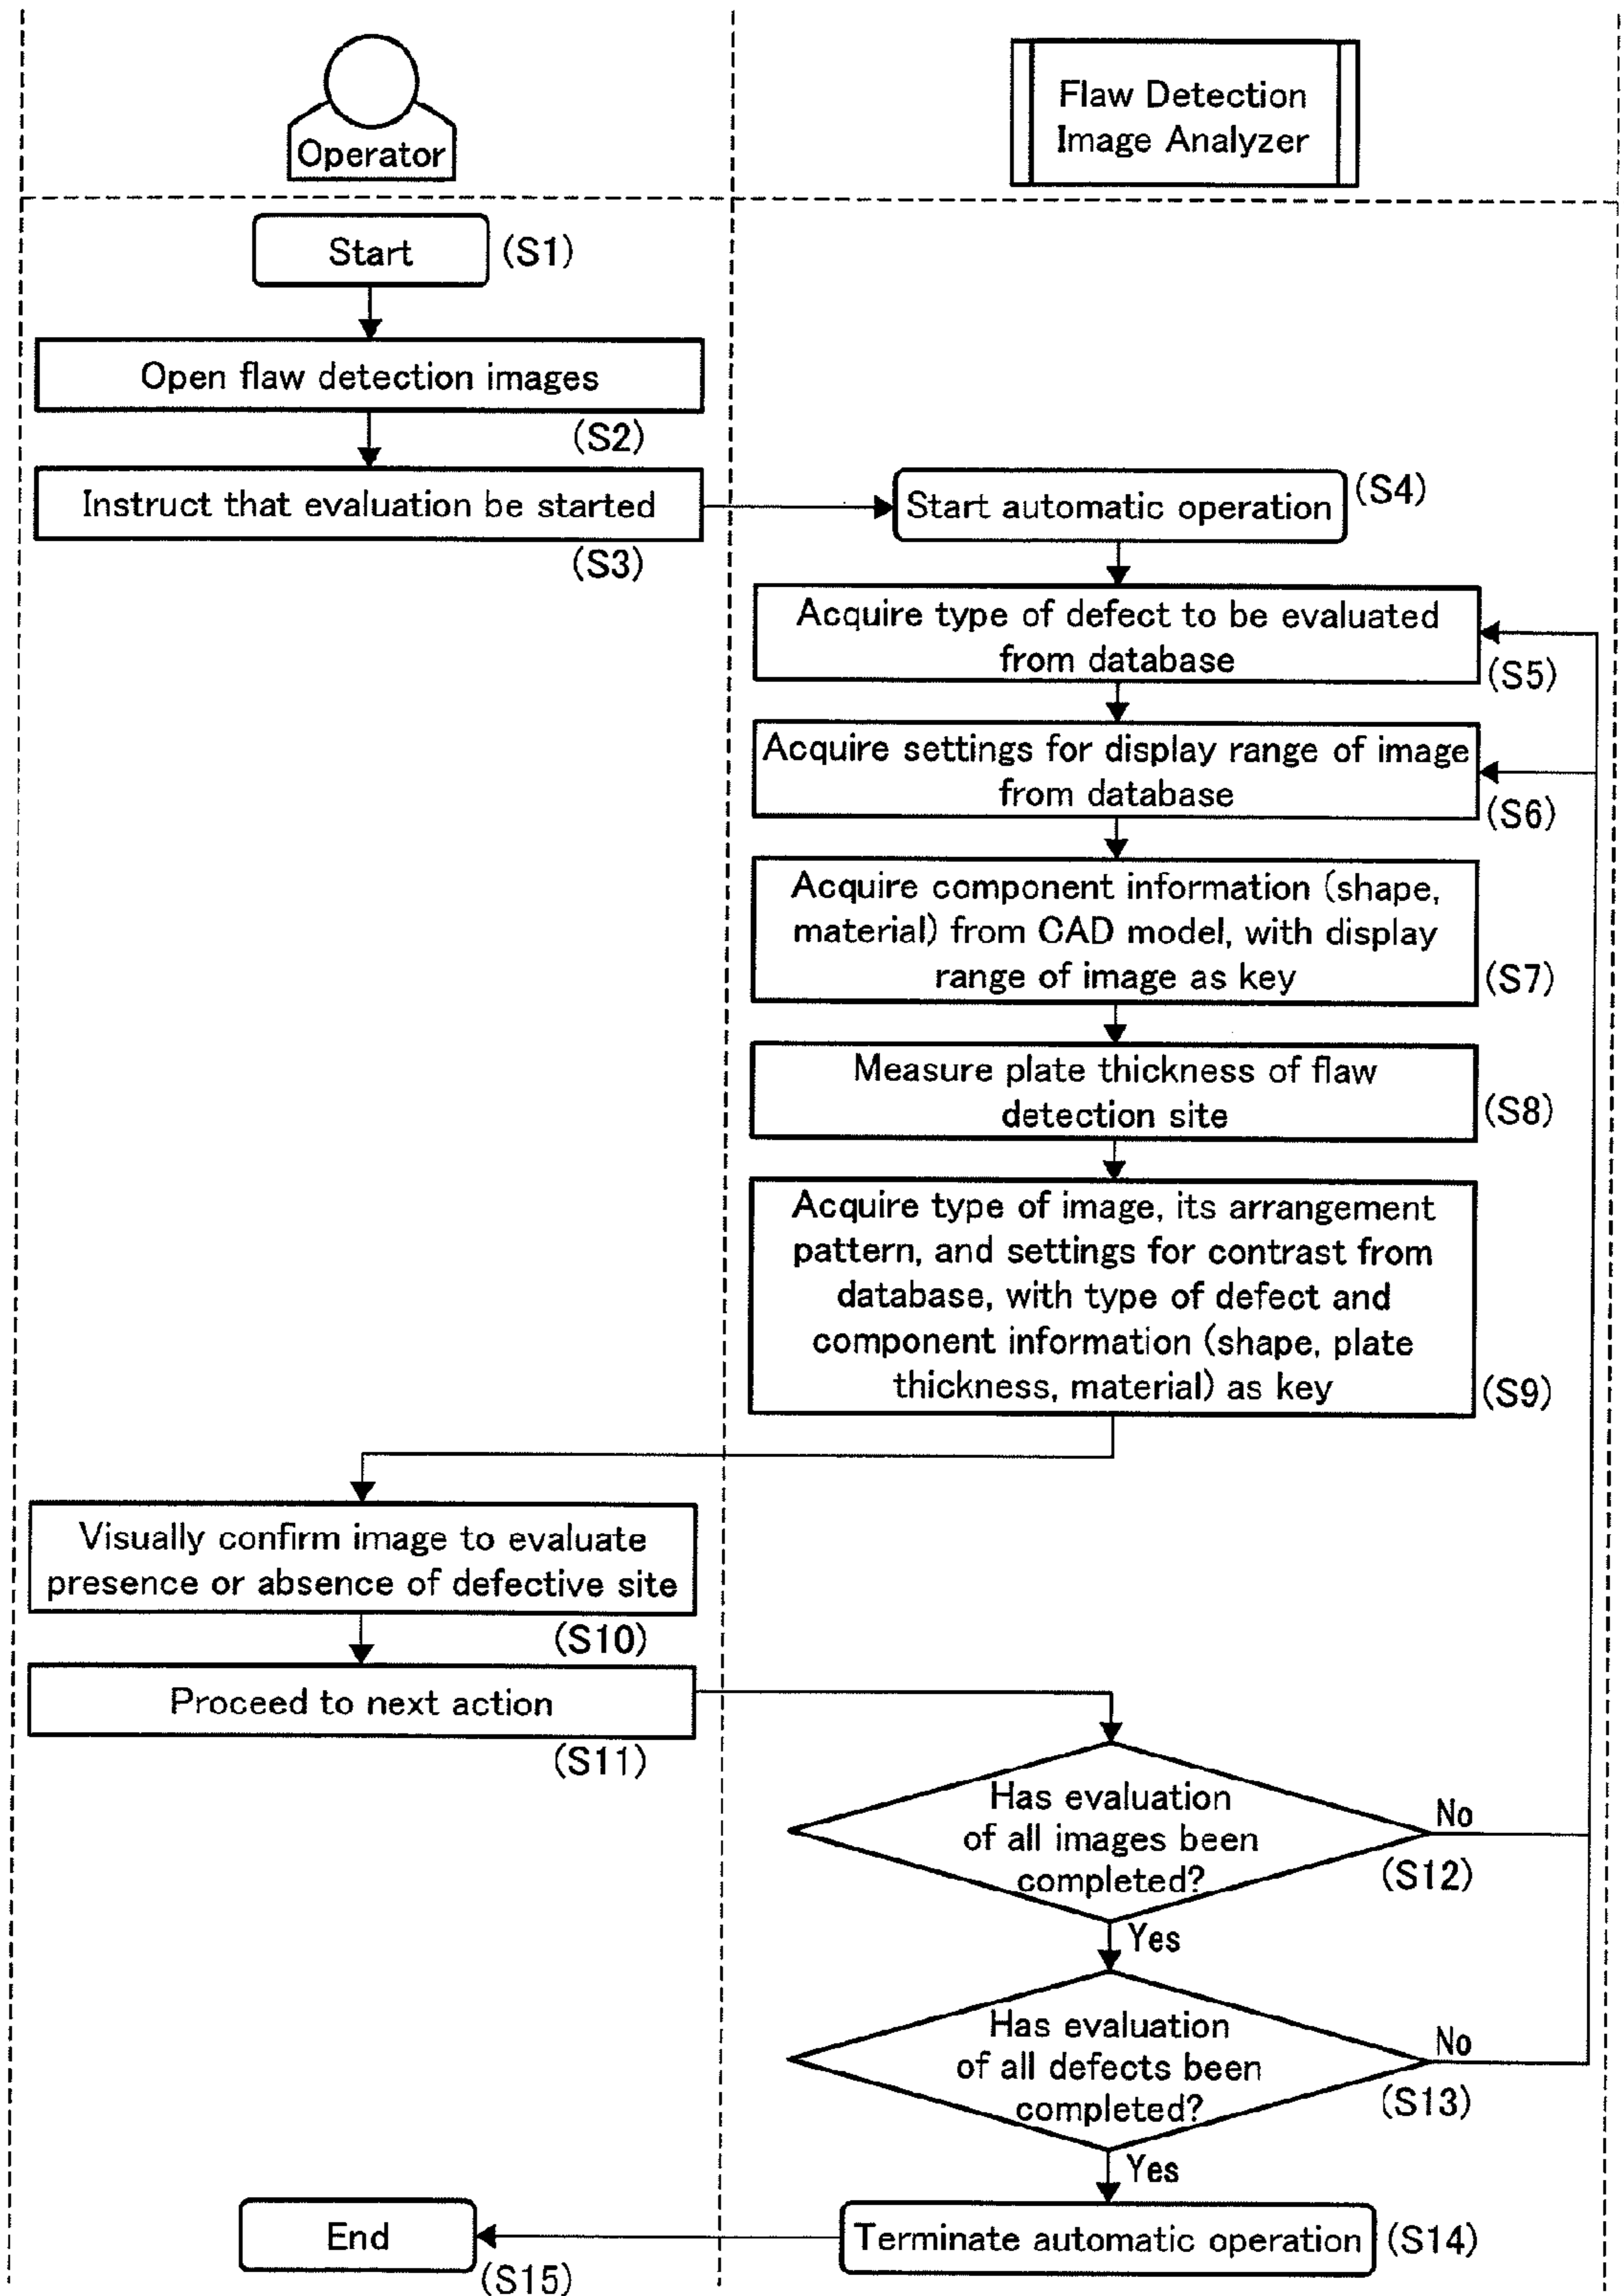 Operator
Flaw Detection
Image Analyzer
Start
(S1)
Open flaw detection images
(S2)
Instruct that evaluation be started
(S3)
Start automatic operation
(S4)
Acquire type of defect to be evaluated
from database
(S5)
Acquire settings for display range of image
from database
(S6)
Acquire component information (shape,
material) from CAD model, with display
range of image as key
(S7)
Measure plate thickness of flaw
detection site
(S8)
Acquire type of image, its arrangement
pattern, and settings for contrast from
database, with type of defect and
component information (shape, plate
thickness, material) as key
(S9)
Visually confirm image to evaluate
presence or absence of defective site
(S10)
Proceed to next action
(S11)
Has evaluation
of all images been
completed?
No
(S12)
Yes
Has evaluation
of all defects been
completed?
No
(S13)
Yes
Terminate automatic operation
(S14)
End
(S15)